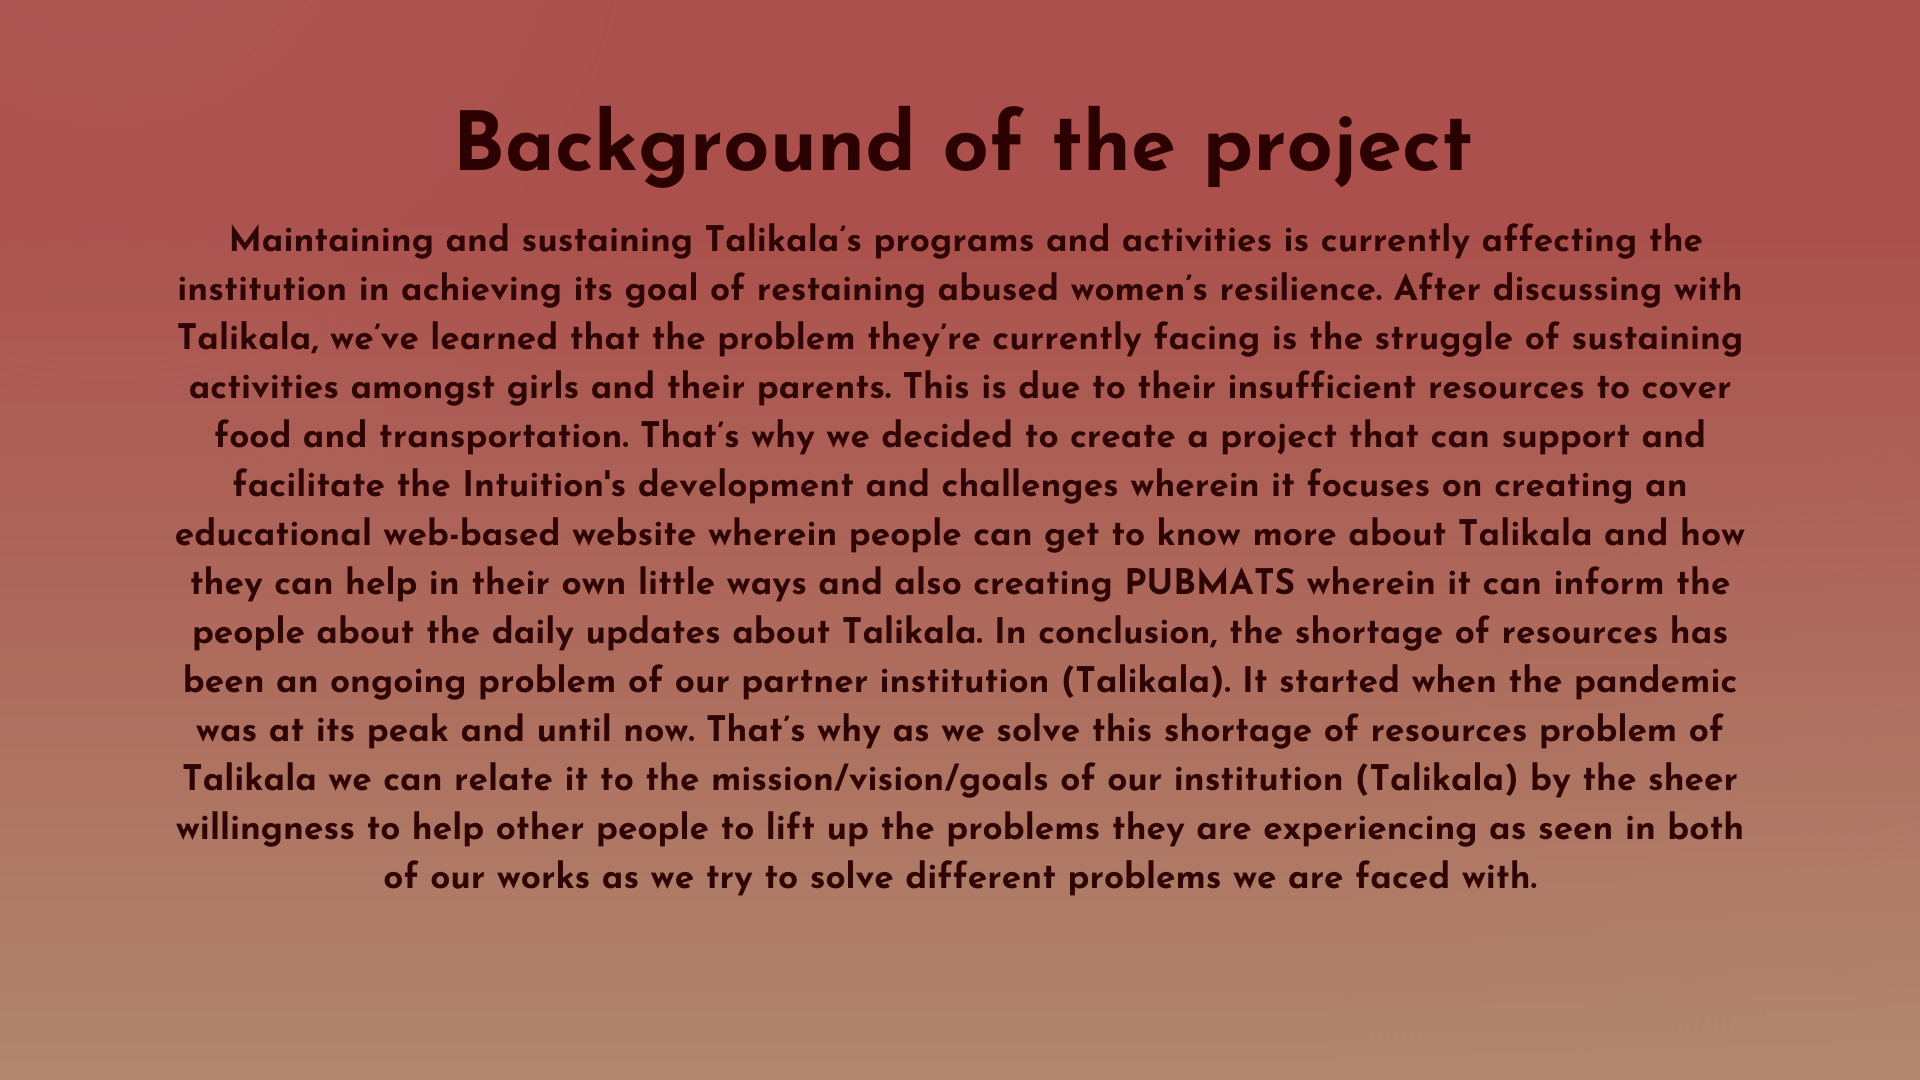 Background of the project
Maintaining and sustaining Talikala’s programs and activities is currently affecting the
institution in achieving its goal of restaining abused women’s resilience. After discussing with
Talikala, we’ve learned that the problem they’re currently facing is the struggle of sustaining
activities amongst girls and their parents. This is due to their insufficient resources to cover
food and transportation. That’s why we decided to create a project that can support and
facilitate the Intuition's development and challenges wherein it focuses on creating an
educational web-based website wherein people can get to know more about Talikala and how
they can help in their own little ways and also creating PUBMATS wherein it can inform the
people about the daily updates about Talikala. In conclusion, the shortage of resources has
been an ongoing problem of our partner institution (Talikala). It started when the pandemic
was at its peak and until now. That’s why as we solve this shortage of resources problem of
Talikala we can relate it to the mission/vision/goals of our institution (Talikala) by the sheer
willingness to help other people to lift up the problems they are experiencing as seen in both
of our works as we try to solve different problems we are faced with.